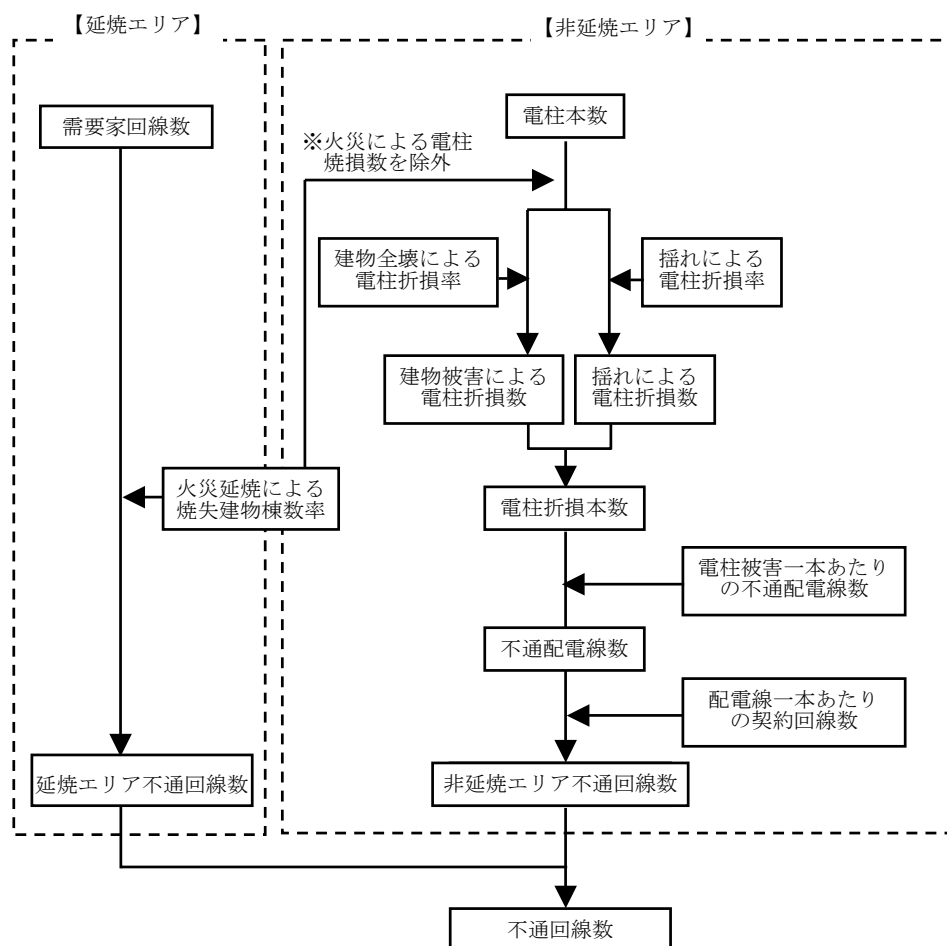 【延焼エリア】
【非延焼エリア】
需要家回線数
電柱本数
※火災による電柱
焼損数を除外
建物全壊による
電柱折損率
揺れによる
電柱折損率
建物被害による
電柱折損数
揺れによる
電柱折損数
火災延焼による
焼失建物棟数率
電柱折損本数
電柱被害一本あたり
の不通配電線数
不通配電線数
配電線一本あたり
の契約回線数
延焼エリア不通回線数
非延焼エリア不通回線数
不通回線数